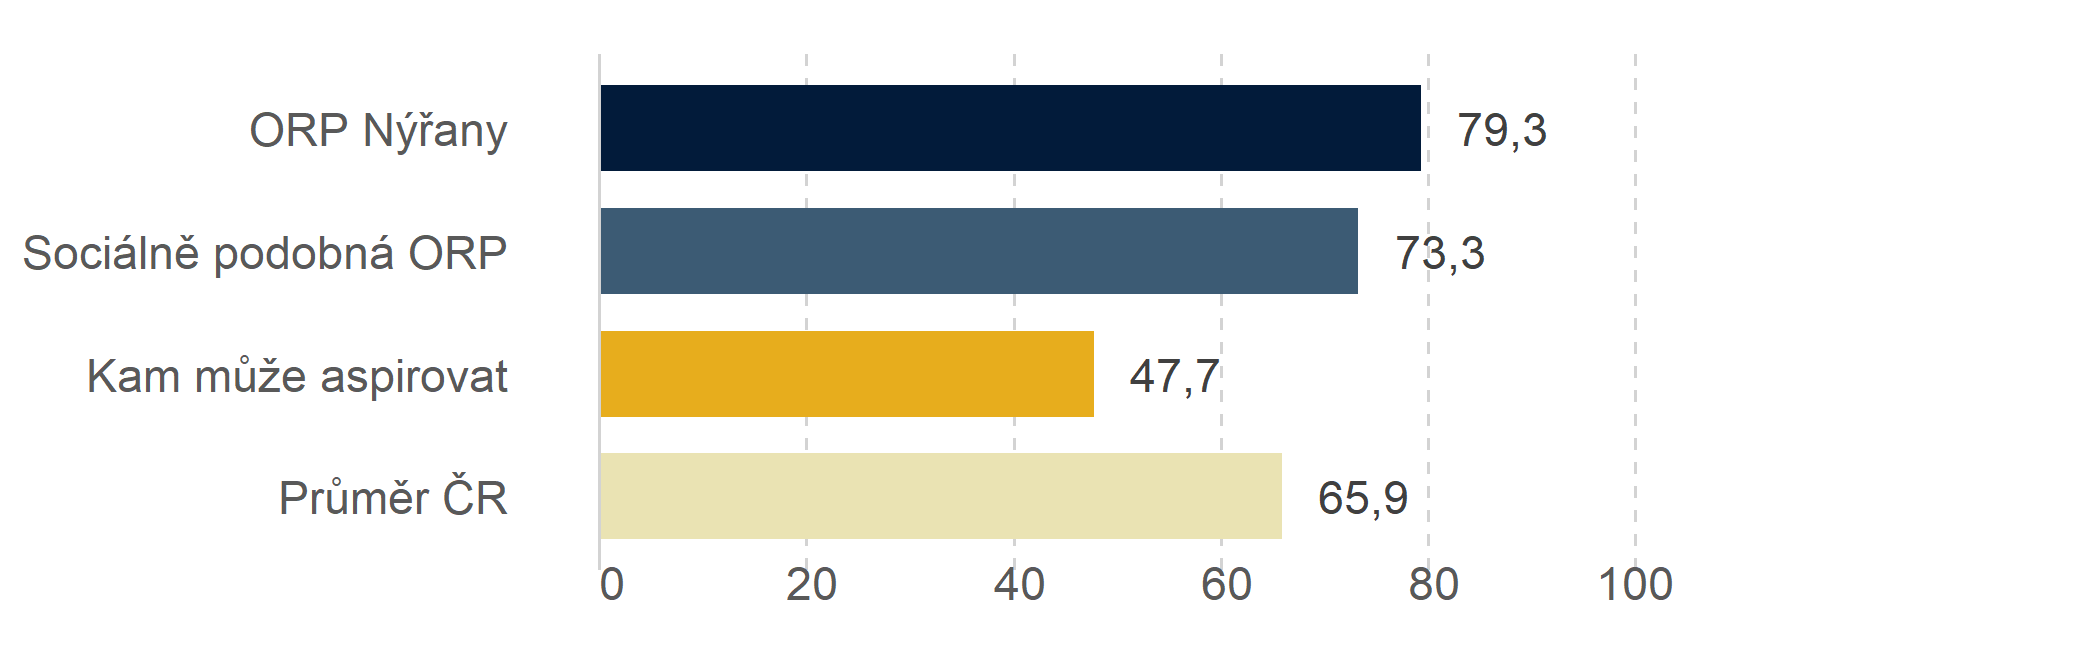 ORP Nýřany
79,3
Sociálně podobná ORP
73,3
Kam může aspirovat
47,7
Průměr ČR
65,9
0 20 40 60 80 100